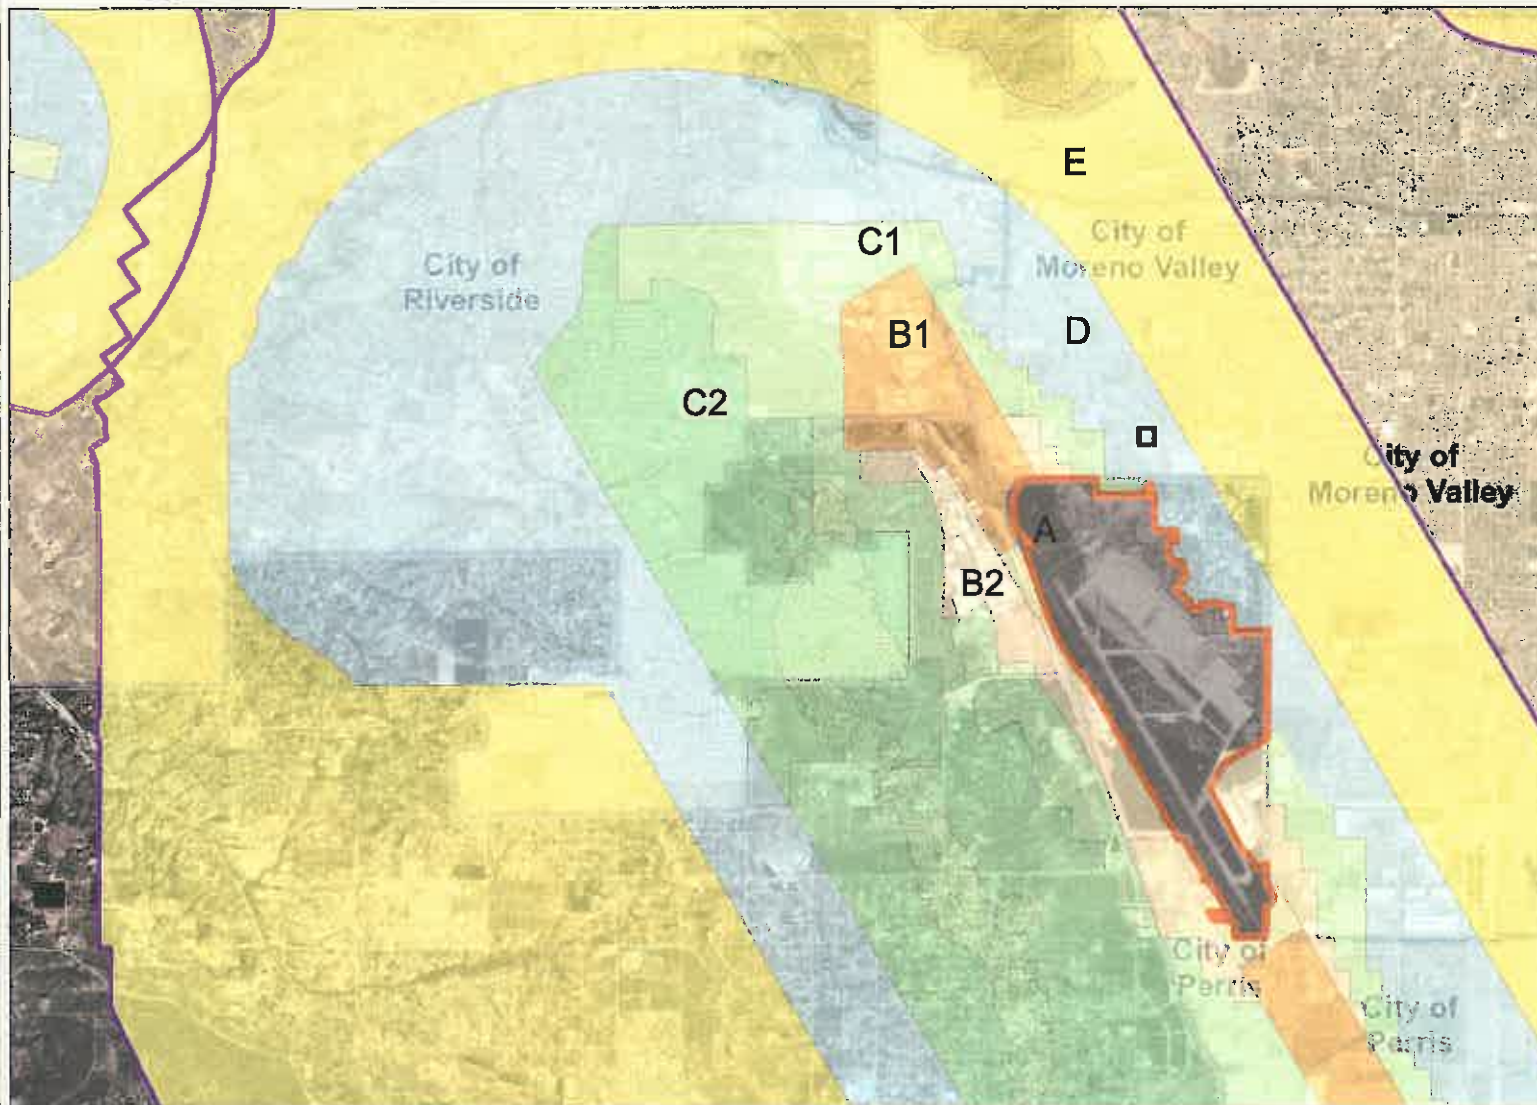 E
City of
Moreno Valley
C1
City of
Riverside
B1
D
C2
ity of
Moreno Valley
A
B2
City of
Perris
City of
Perris